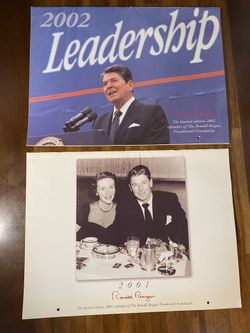 2002
Leadership
The limited edition 2002
calendar of The Ronald Reagan
Presidential Foundation
2001
Ronald Reagan
The limited edition 2001 calendar of The Ronald Reagan Presidential Foundation